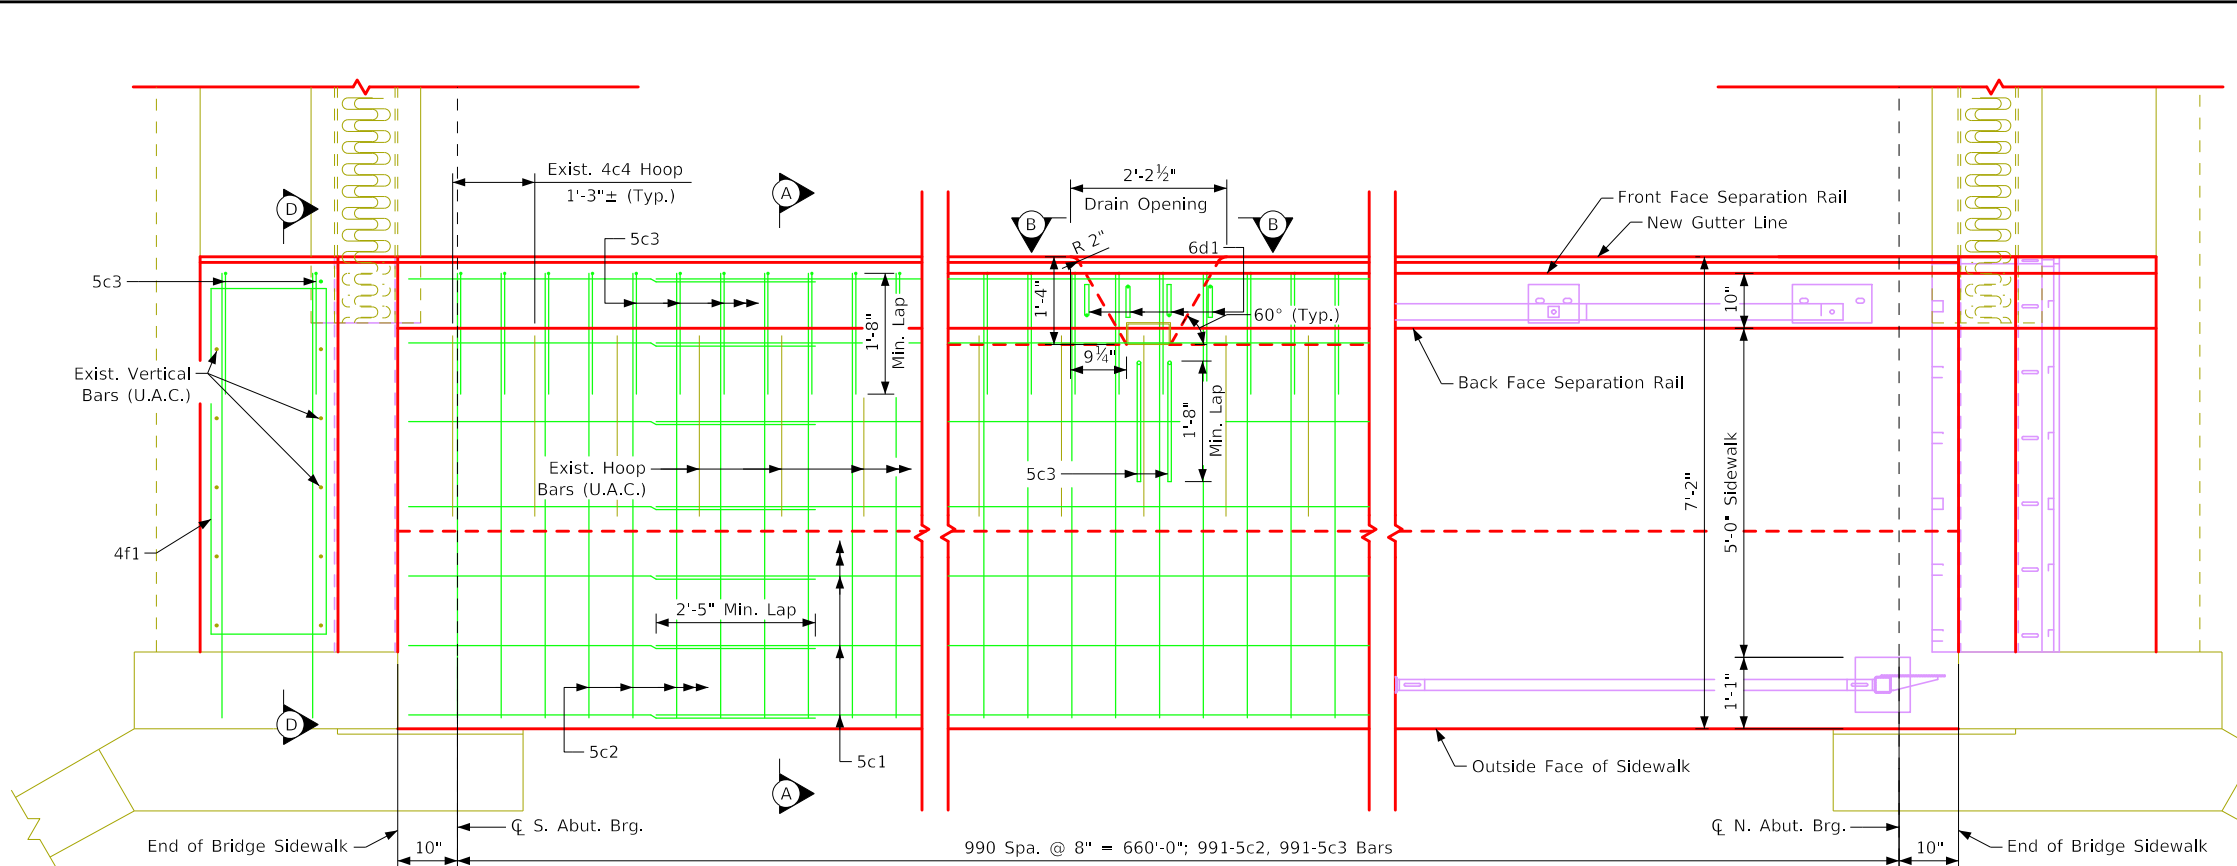 Exist. 4c4 Hoop
1'-3"± (Typ.)
D
A
5c3
2'-2½"
Drain Opening
B
B
R 2"
6d1
Front Face Separation Rail
New Gutter Line
5c3
1'-8"
Min. Lap
1'-4"
60° (Typ.)
9¼"
10"
Exist. Vertical
Bars (U.A.C.)
Back Face Separation Rail
1'-8"
Min. Lap
Exist. Hoop
Bars (U.A.C.)
5c3
7'-2"
5'-0" Sidewalk
4f1
2'-5" Min. Lap
1'-1"
D
5c2
5c1
A
Outside Face of Sidewalk
End of Bridge Sidewalk
℄ S. Abut. Brg.
℄ N. Abut. Brg.
End of Bridge Sidewalk
10"
990 Spa. @ 8" = 660'-0"; 991-5c2, 991-5c3 Bars
10"